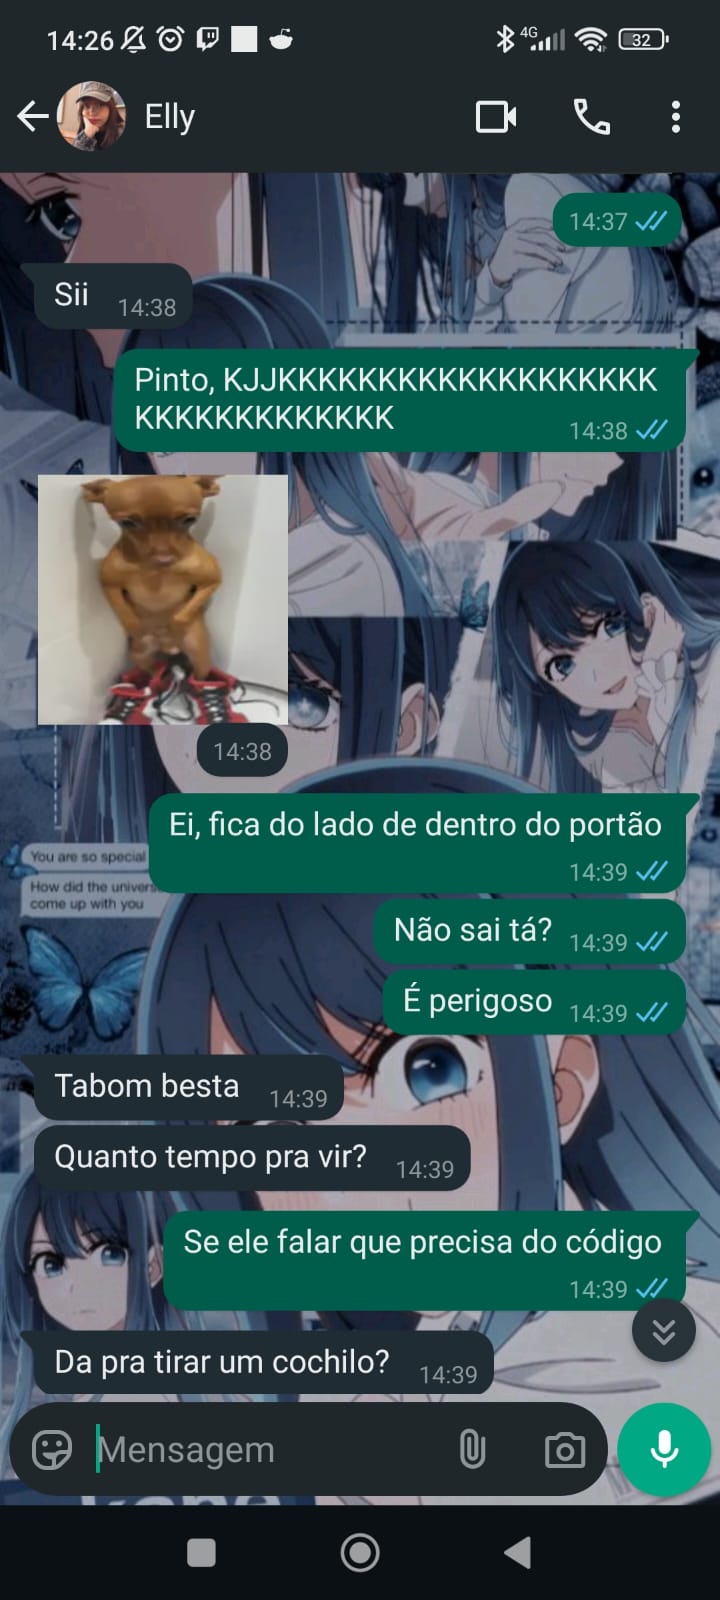 14:26
4G
32
Elly
14:37
Sii
14:38
Pinto, KJJKKKKKKKKKKKKKKKKKKK
KKKKKKKKKKKKK
14:38
14:38
Ei, fica do lado de dentro do portão
14:39
You are so special
How did the univers
come up with you
Não sai tá?
14:39
É perigoso
14:39
Tabom besta
14:39
Quanto tempo pra vir?
14:39
Se ele falar que precisa do código
14:39
Da pra tirar um cochilo?
14:39
Mensagem